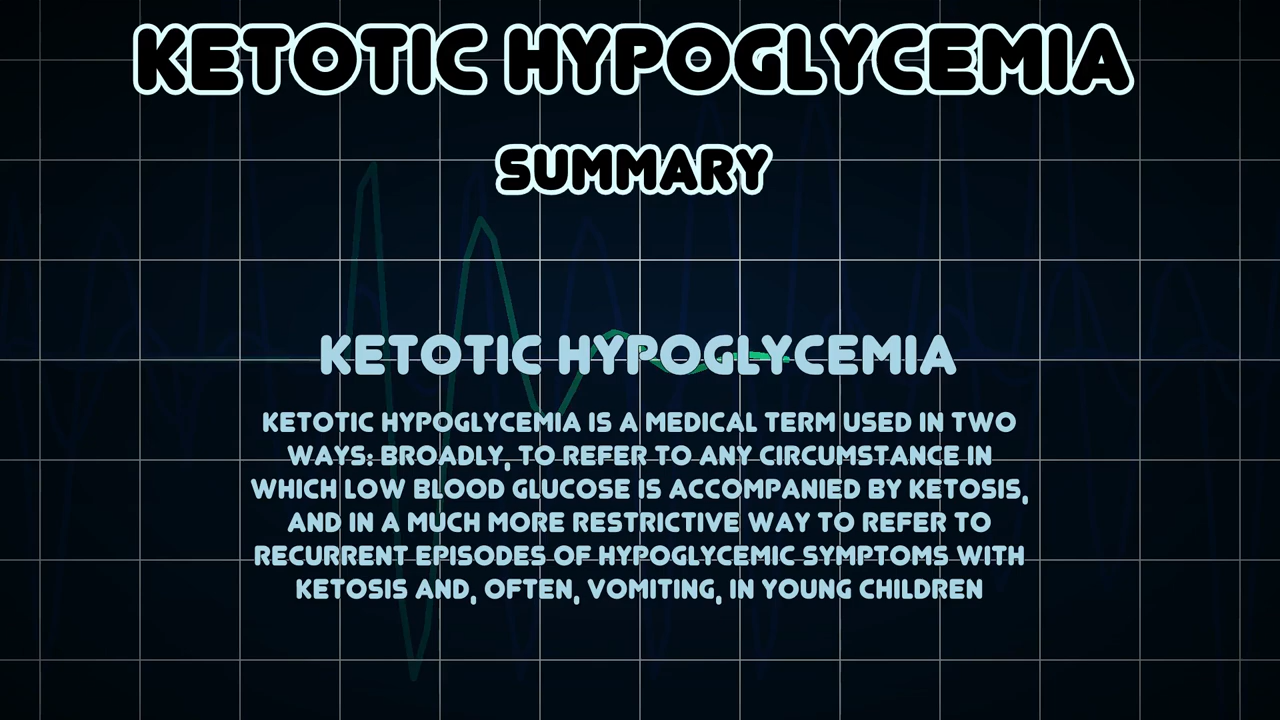 KETOTIC HYPOGLYCEMIA
SUMMARY
KETOTIC HYPOGLYCEMIA
KETOTIC HYPOGLYCEMIA IS A MEDICAL TERM USED IN TWO
WAYS: BROADLY, TO REFER TO ANY CIRCUMSTANCE IN
WHICH LOW BLOOD GLUCOSE IS ACCOMPANIED BY KETOSIS,
AND IN A MUCH MORE RESTRICTIVE WAY TO REFER TO
RECURRENT EPISODES OF HYPOGLYCEMIC SYMPTOMS WITH
KETOSIS AND, OFTEN, VOMITING, IN YOUNG CHILDREN